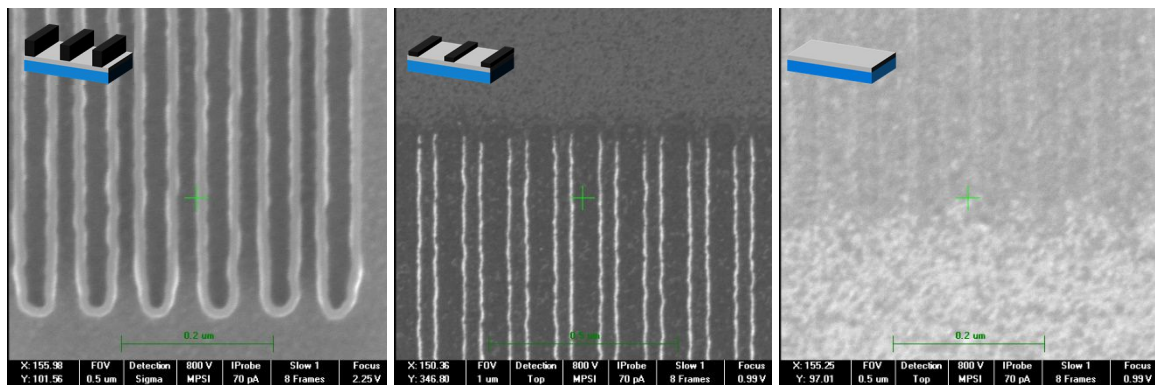 0.2 um
X:155.98 FOV Detection 800 V IProbe Slow 1 Focus
Y:101.56 0.5 um Sigma MPSI 70 pA 8 Frames 2.25 V
X:150.36 FOV Detection 800 V IProbe Slow 1 Focus
Y:346.80 1 um Top MPSI 70 pA 8 Frames 0.99 V
0.2 um
X:155.25 FOV Detection 800 V IProbe Slow 1 Focus
Y:97.01 0.5 um Top MPSI 70 pA 8 Frames 0.99 V